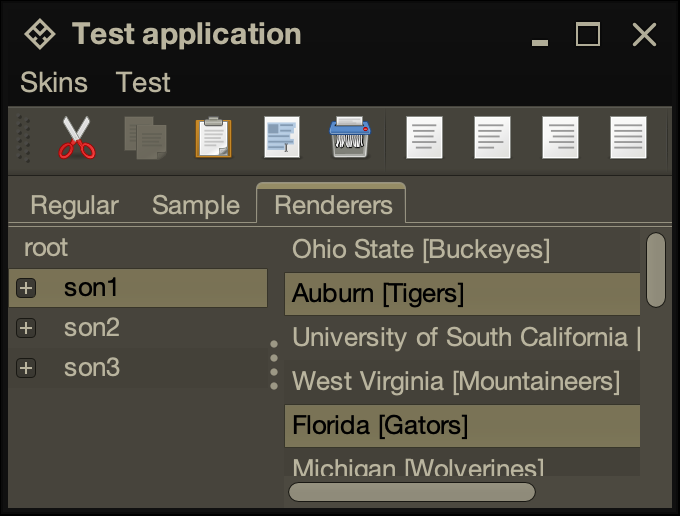 Test application
Skins Test
Regular Sample Renderers
root
son1
son2
son3
Ohio State [Buckeyes]
Auburn [Tigers]
University of South California [
West Virginia [Mountaineers]
Florida [Gators]
Michigan [Wolverines]